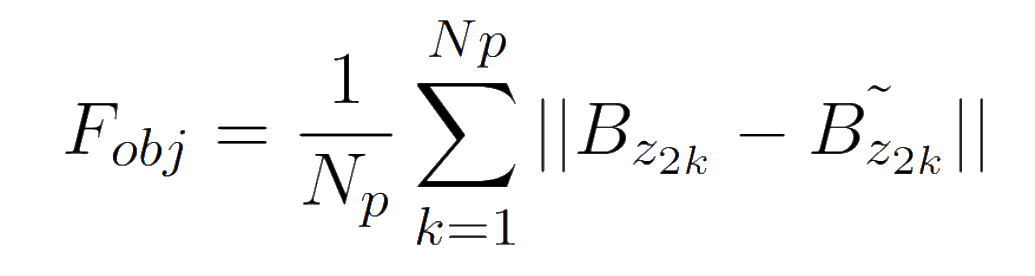 F_{obj} = \frac{1}{N_p} \sum_{k=1}^{Np} ||B_{z_{2k}} - \tilde{B_{z_{2k}}}||